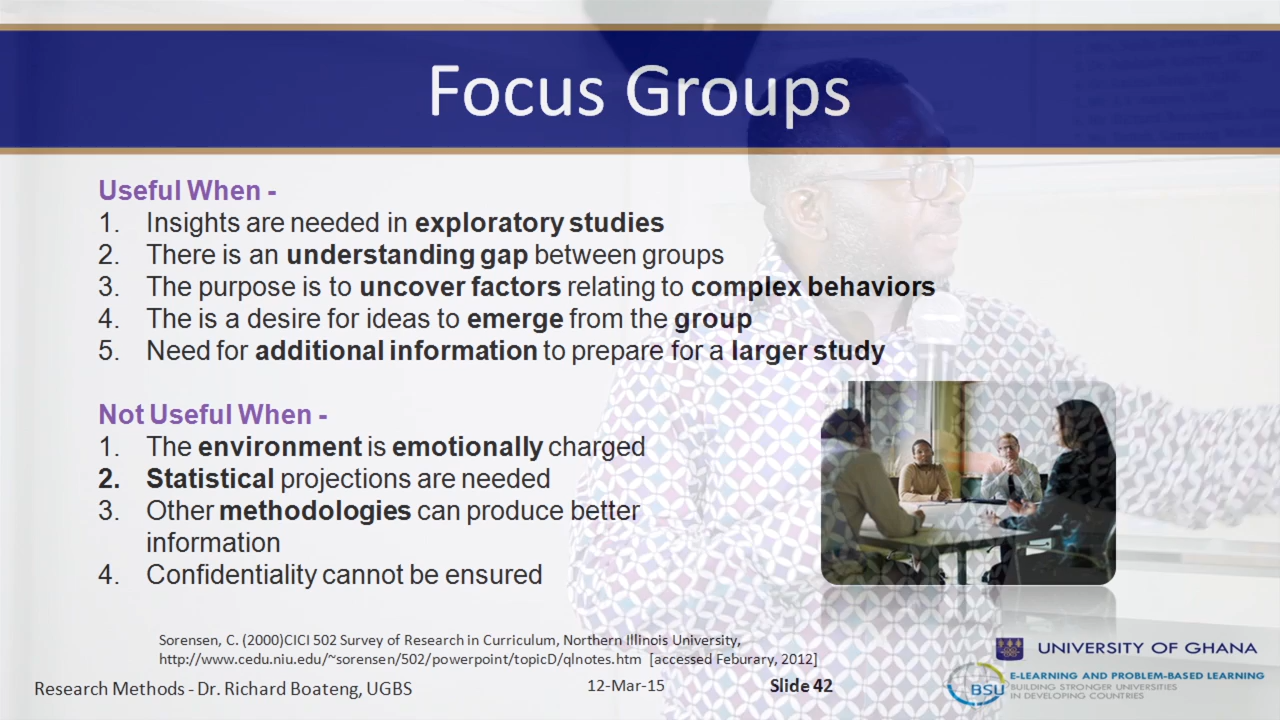 Focus Groups
Useful When -
1. Insights are needed in exploratory studies
2. There is an understanding gap between groups
3. The purpose is to uncover factors relating to complex behaviors
4. The is a desire for ideas to emerge from the group
5. Need for additional information to prepare for a larger study
Not Useful When -
1. The environment is emotionally charged
2. Statistical projections are needed
3. Other methodologies can produce better
information
4. Confidentiality cannot be ensured
Sorensen, C. (2000)CICI 502 Survey of Research in Curriculum, Northern Illinois University,
http://www.cedu.niu.edu/~sorensen/502/powerpoint/topicD/qlnotes.htm [accessed Feburary, 2012]
UNIVERSITY OF GHANA
BSU
E-LEARNING AND PROBLEM-BASED LEARNING
BUILDING STRONGER UNIVERSITIES
IN DEVELOPING COUNTRIES
Research Methods - Dr. Richard Boateng, UGBS
12-Mar-15
Slide 42